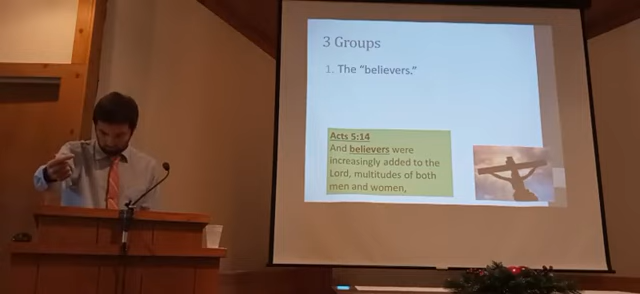 3 Groups
1. The "believers."
Acts 5:14
And believers were
increasingly added to the
Lord, multitudes of both
men and women,